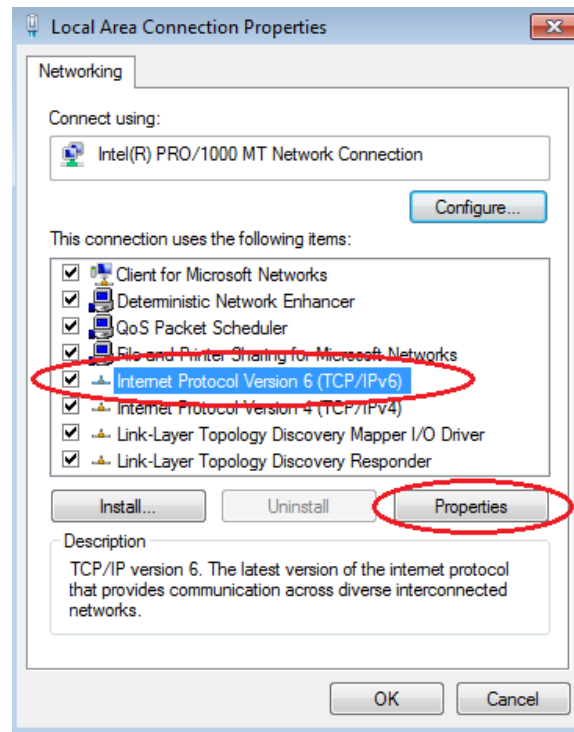 Local Area Connection Properties
Networking
Connect using:
Intel(R) PRO/1000 MT Network Connection
Configure...
This connection uses the following items:
Client for Microsoft Networks
Deterministic Network Enhancer
QoS Packet Scheduler
File and Printer Sharing for Microsoft Networks
Internet Protocol Version 6 (TCP/IPv6)
Internet Protocol Version 4 (TCP/IPv4)
Link-Layer Topology Discovery Mapper I/O Driver
Link-Layer Topology Discovery Responder
Install...
Uninstall
Properties
Description
TCP/IP version 6. The latest version of the internet protocol
that provides communication across diverse interconnected
networks.
OK
Cancel